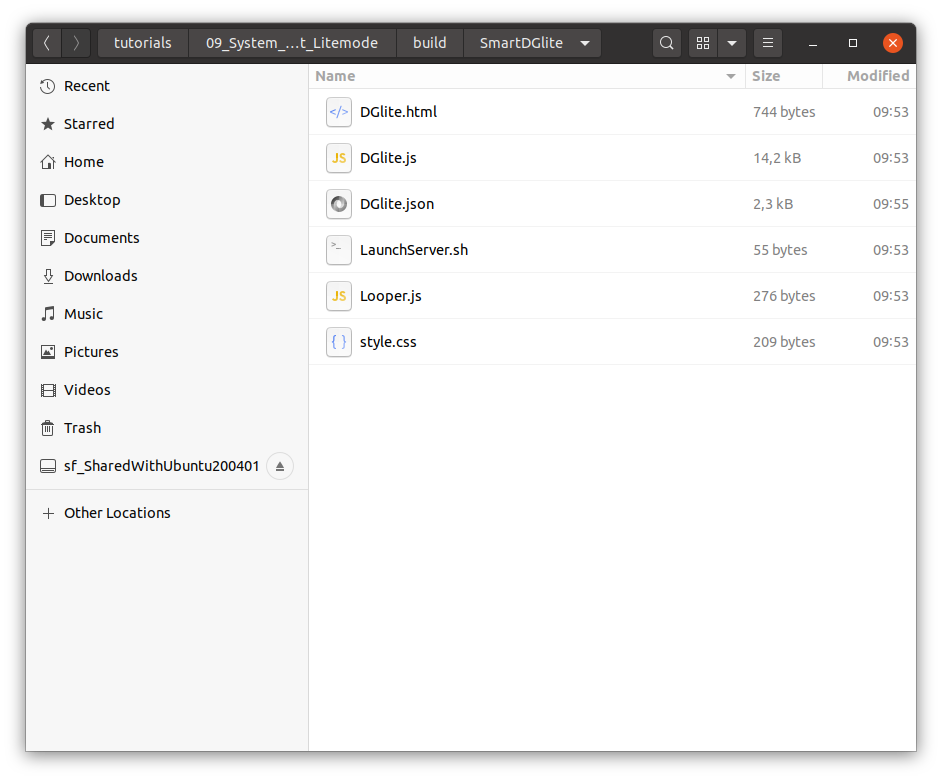 tutorials 09_System_...t_Litemode build SmartDGlite
Name Size Modified
Recent
Starred
Home
Desktop
Documents
Downloads
Music
Pictures
Videos
Trash
sf_SharedWithUbuntu200401
Other Locations
</> DGlite.html 744 bytes 09:53
JS DGlite.js 14,2 kB 09:53
DGlite.json 2,3 kB 09:55
>_ LaunchServer.sh 55 bytes 09:53
JS Looper.js 276 bytes 09:53
{ } style.css 209 bytes 09:53